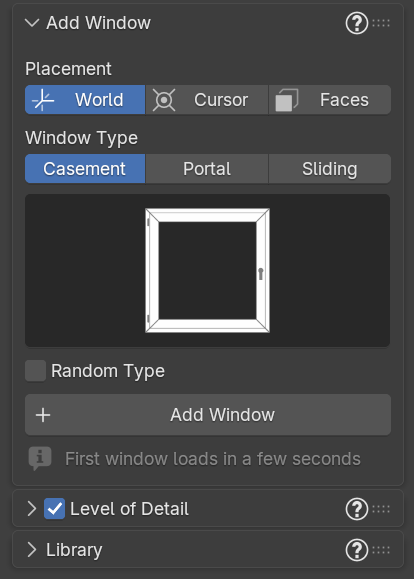 Add Window
Placement
World Cursor Faces
Window Type
Casement Portal Sliding
Random Type
Add Window
First window loads in a few seconds
Level of Detail
Library